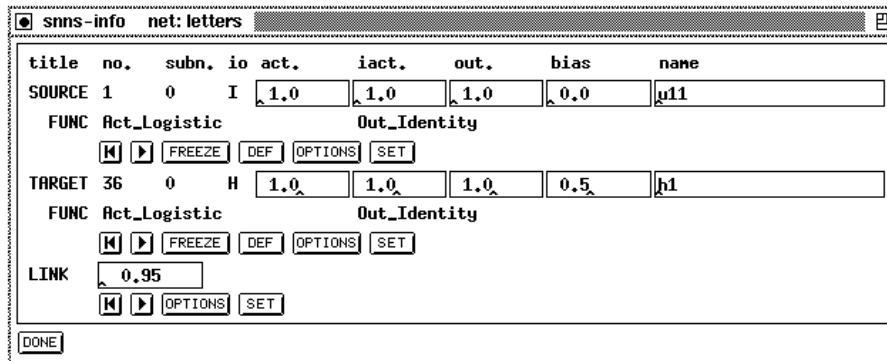 snns-info net: letters
title no. subn. io act. iact. out. bias name
SOURCE 1 0 I 1.0 1.0 1.0 0.0 u11
FUNC Act_Logistic Out_Identity
FREEZE DEF OPTIONS SET
TARGET 36 0 H 1.0 1.0 1.0 0.5 h1
FUNC Act_Logistic Out_Identity
FREEZE DEF OPTIONS SET
LINK 0.95
OPTIONS SET
DONE